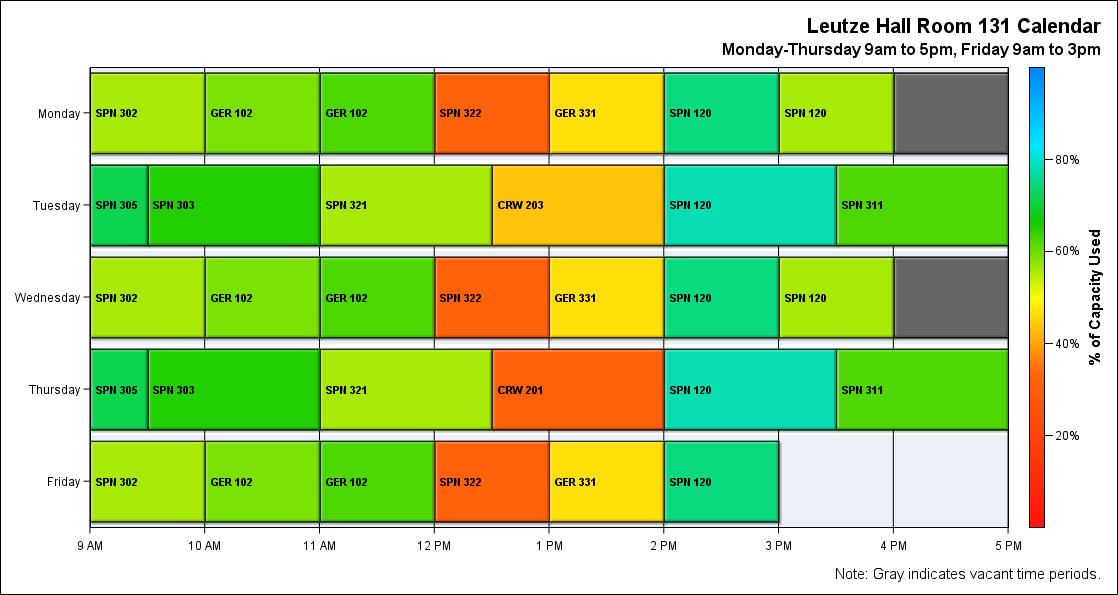 Leutze Hall Room 131 Calendar
Monday-Thursday 9am to 5pm, Friday 9am to 3pm
Monday
SPN 302 GER 102 GER 102 SPN 322 GER 331 SPN 120 SPN 120
80%
Tuesday
SPN 305 SPN 303 SPN 321 CRW 203 SPN 120 SPN 311
60%
Wednesday
SPN 302 GER 102 GER 102 SPN 322 GER 331 SPN 120 SPN 120
% of Capacity Used
40%
Thursday
SPN 305 SPN 303 SPN 321 CRW 201 SPN 120 SPN 311
20%
Friday
SPN 302 GER 102 GER 102 SPN 322 GER 331 SPN 120
9 AM 10 AM 11 AM 12 PM 1 PM 2 PM 3 PM 4 PM 5 PM
Note: Gray indicates vacant time periods.